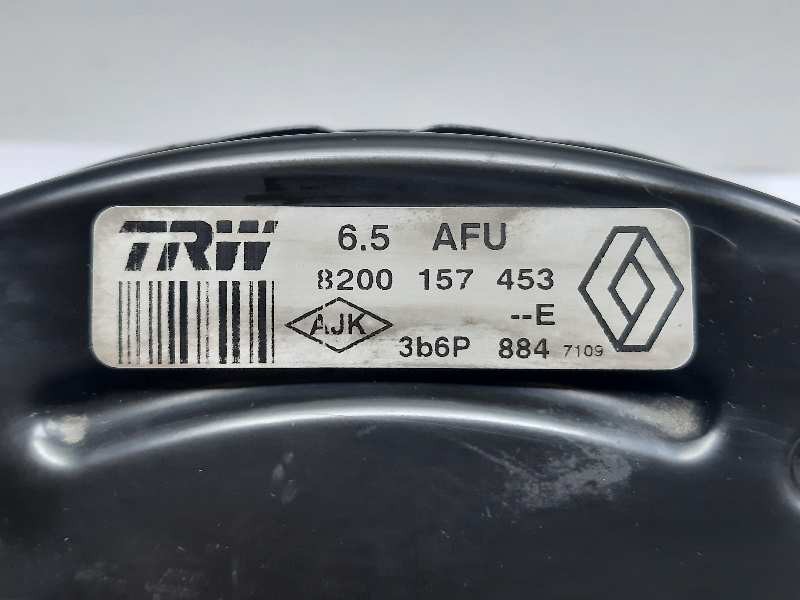 TRW 6.5 AFU
8200 157 453
--E
AJK
3b6P 884 7109